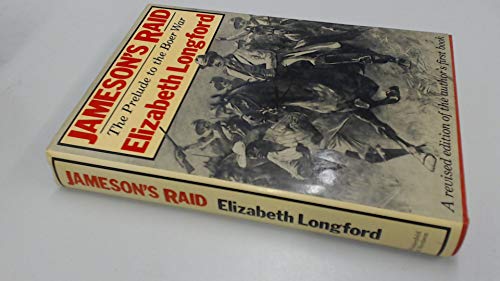 JAMESON'S RAID
The Prelude to the Boer War
Elizabeth Longford
A revised edition of the author's first book
JAMESON'S RAID Elizabeth Longford